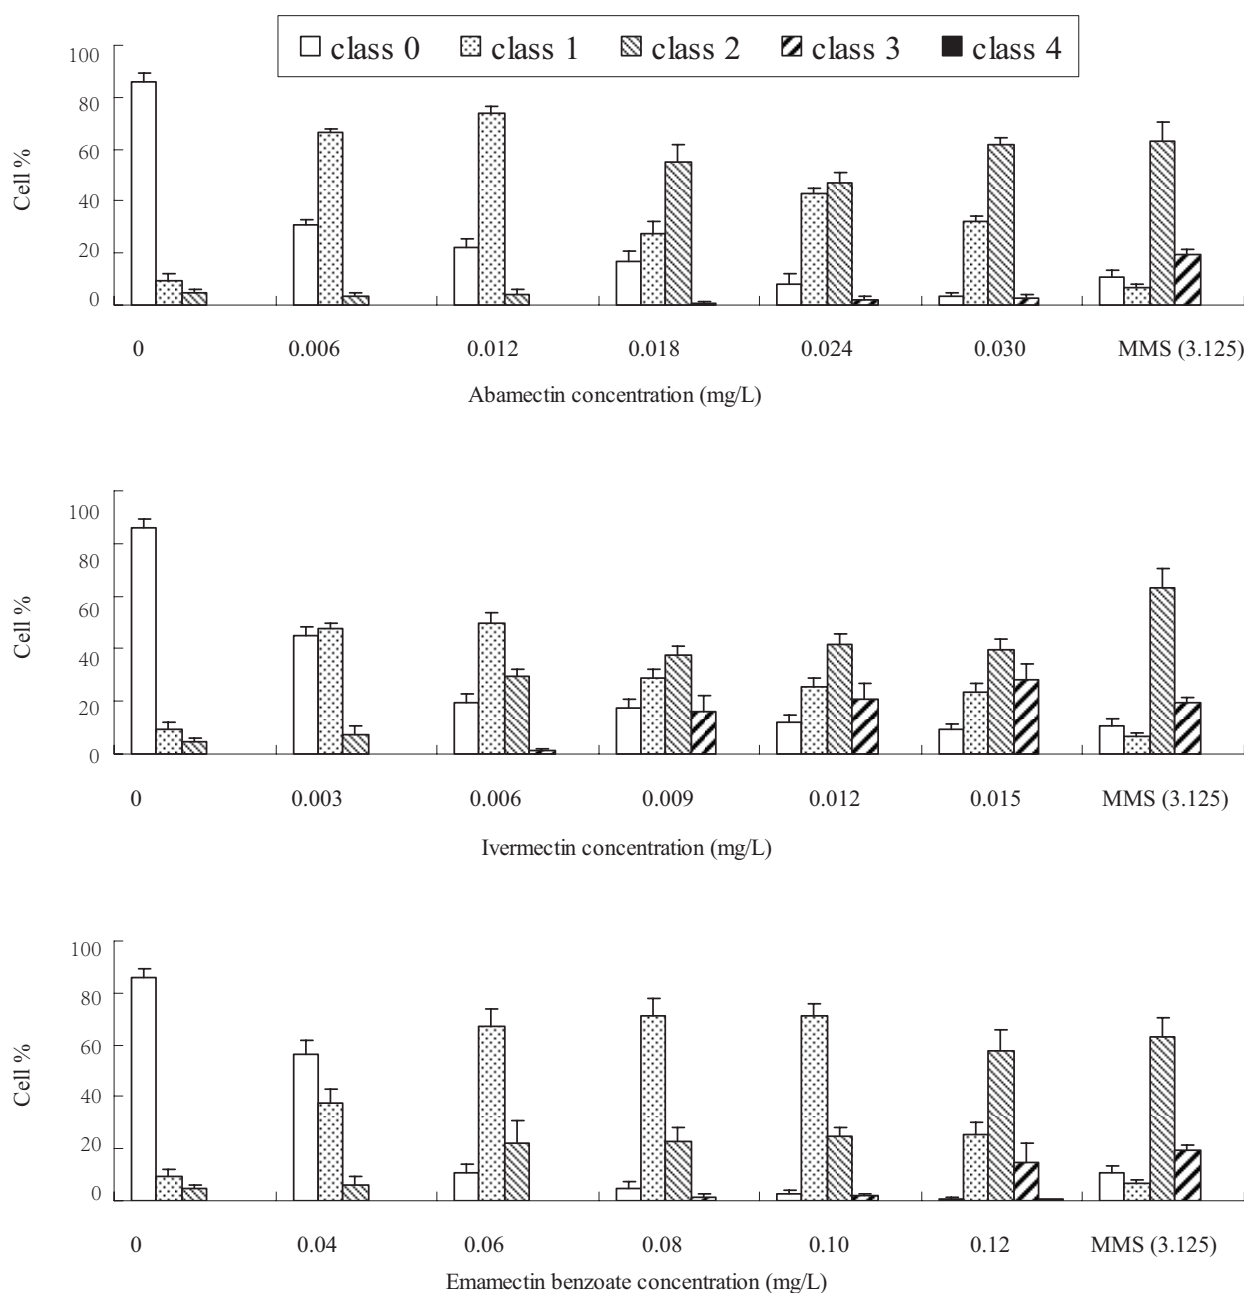 class 0 class 1 class 2 class 3 class 4
100
80
60
40
20
0
Cell %
0 0.006 0.012 0.018 0.024 0.030 MMS (3.125)
Abamectin concentration (mg/L)
100
80
60
40
20
0
Cell %
0 0.003 0.006 0.009 0.012 0.015 MMS (3.125)
Ivermectin concentration (mg/L)
100
80
60
40
20
0
Cell %
0 0.04 0.06 0.08 0.10 0.12 MMS (3.125)
Emamectin benzoate concentration (mg/L)